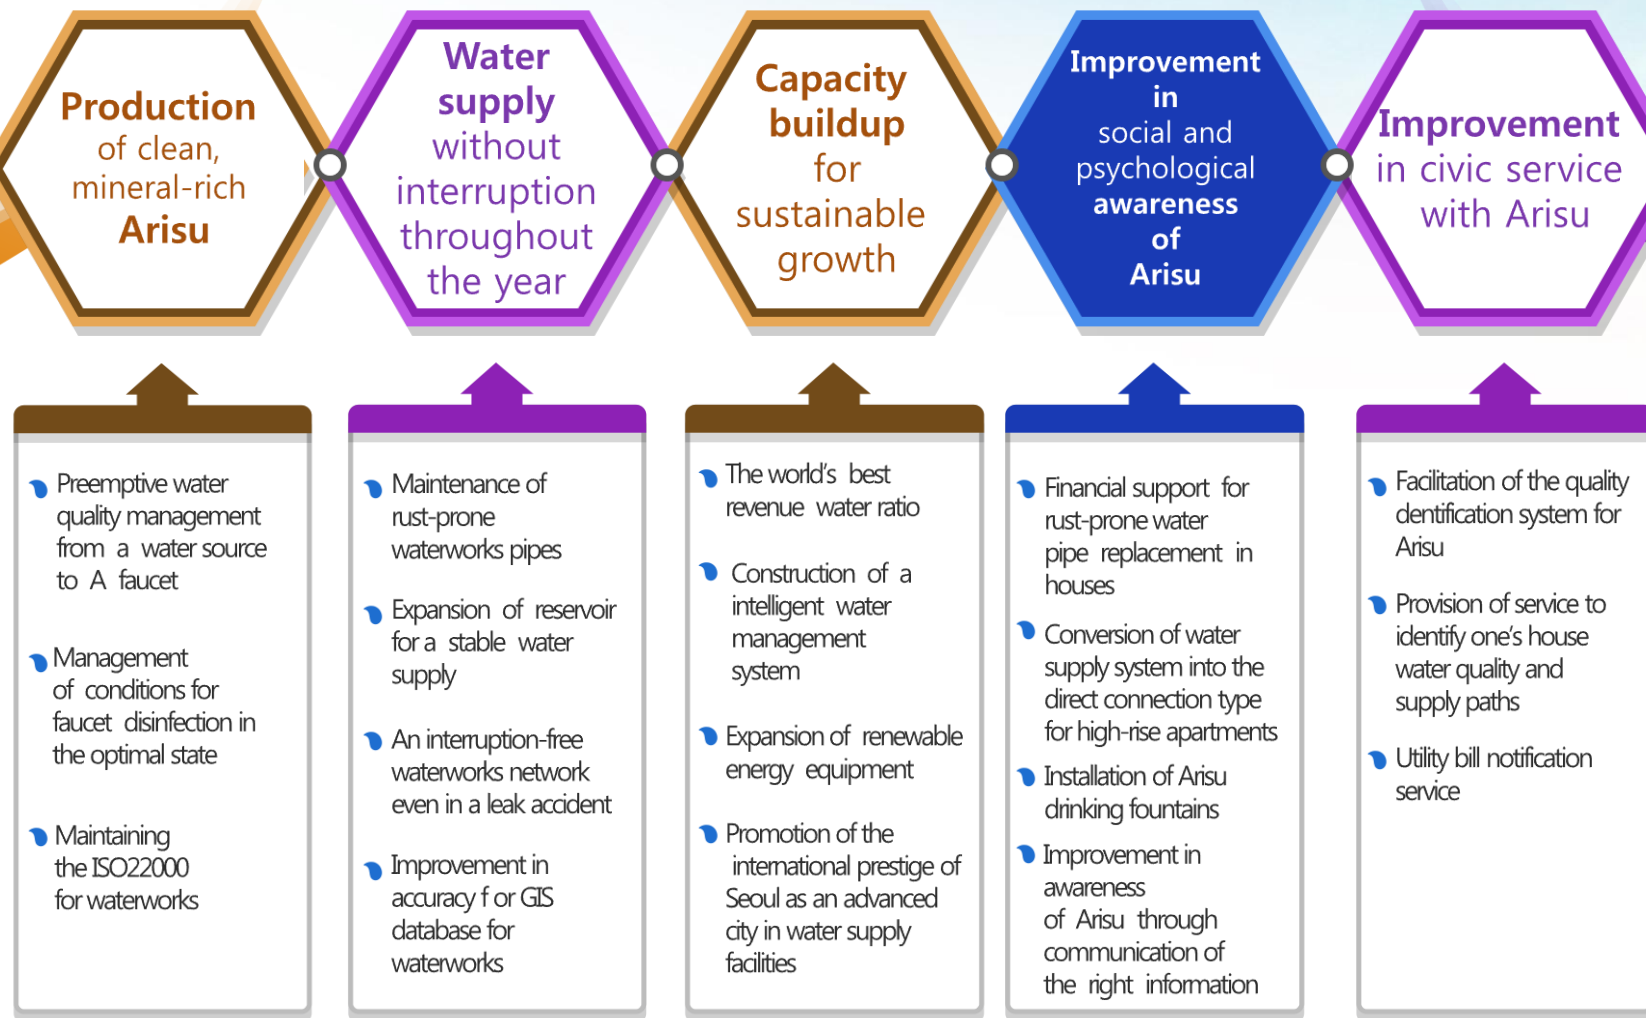 Production
of clean,
mineral-rich
Arisu
Water
supply
without
interruption
throughout
the year
Capacity
buildup
for
sustainable
growth
Improvement
in
social and
psychological
awareness
of
Arisu
Improvement
in civic service
with Arisu
Preemptive water
quality management
from a water source
to A faucet
Management
of conditions for
faucet disinfection in
the optimal state
Maintaining
the ISO22000
for waterworks
Maintenance of
rust-prone
waterworks pipes
Expansion of reservoir
for a stable water
supply
An interruption-free
waterworks network
even in a leak accident
Improvement in
accuracy f or GIS
database for
waterworks
The world's best
revenue water ratio
Construction of a
intelligent water
management
system
Expansion of renewable
energy equipment
Promotion of the
international prestige of
Seoul as an advanced
city in water supply
facilities
Financial support for
rust-prone water
pipe replacement in
houses
Conversion of water
supply system into the
direct connection type
for high-rise apartments
Installation of Arisu
drinking fountains
Improvement in
awareness
of Arisu through
communication of
the right information
Facilitation of the quality
dentification system for
Arisu
Provision of service to
identify one's house
water quality and
supply paths
Utility bill notification
service